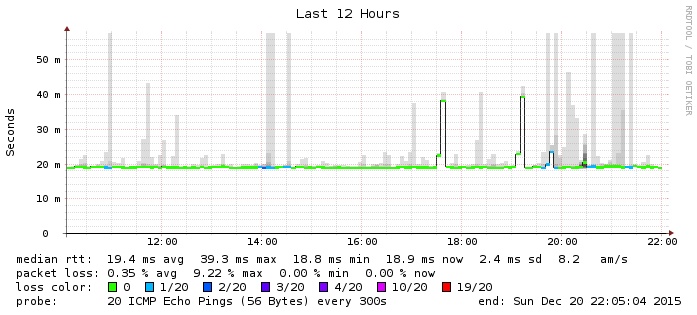 Last 12 Hours
RRDTOOL / TOBI OETIKER
Seconds
50 m
40 m
30 m
20 m
10 m
0
12:00 14:00 16:00 18:00 20:00 22:00
median rtt: 19.4 ms avg 39.3 ms max 18.8 ms min 18.9 ms now 2.4 ms sd 8.2 am/s
packet loss: 0.35 % avg 9.22 % max 0.00 % min 0.00 % now
loss color: 0 1/20 2/20 3/20 4/20 10/20 19/20
probe: 20 ICMP Echo Pings (56 Bytes) every 300s end: Sun Dec 20 22:05:04 2015